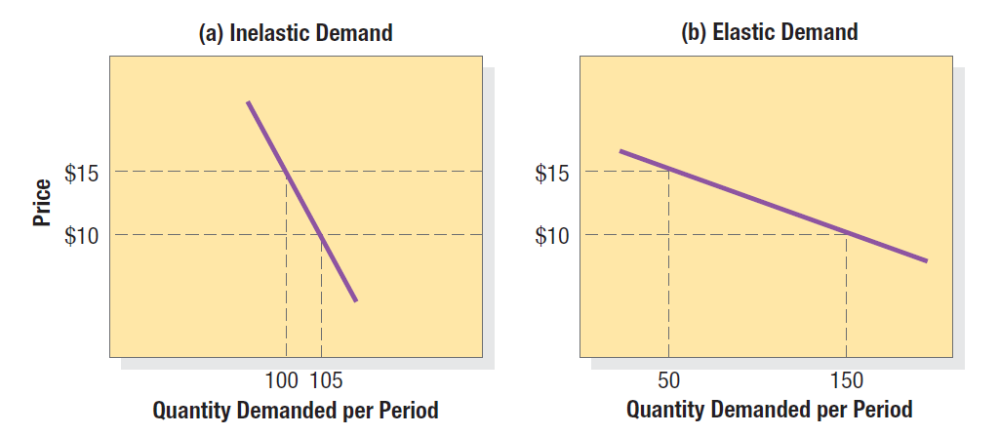 (a) Inelastic Demand
Price
$15
$10
100 105
Quantity Demanded per Period
(b) Elastic Demand
$15
$10
50 150
Quantity Demanded per Period